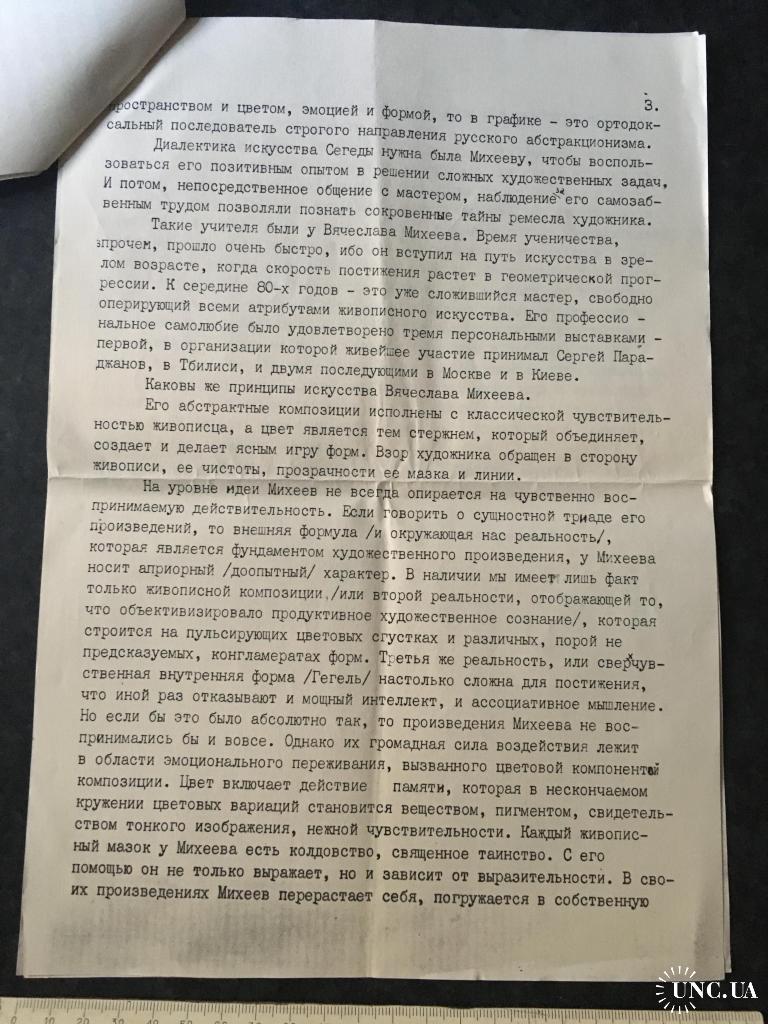 3.
пространством и цветом, эмоцией и формой, то в графике - это ортодок-
сальный последователь строгого направления русского абстракционизма.
Диалектика искусства Сегеды нужна была Михееву, чтобы восполь-
зоваться его позитивным опытом в решении сложных художественных задач.
И потом, непосредственное общение с мастером, наблюдение за его самозаб-
венным трудом позволяли познать сокровенные тайны ремесла художника.
Такие учителя были у Вячеслава Михеева. Время ученичества,
впрочем, прошло очень быстро, ибо он вступил на путь искусства в зре-
лом возрасте, когда скорость постижения растет в геометрической прог-
рессии. К середине 80-х годов - это уже сложившийся мастер, свободно
оперирующий всеми атрибутами живописного искусства. Его профессио -
нальное самолюбие было удовлетворено тремя персональными выставками -
первой, в организации которой живейшее участие принимал Сергей Пара-
джанов, в Тбилиси, и двумя последующими в Москве и в Киеве.
Каковы же принципы искусства Вячеслава Михеева.
Его абстрактные композиции исполнены с классической чувствитель-
ностью живописца, а цвет является тем стержнем, который объединяет,
создает и делает ясным игру форм. Взор художника обращен в сторону
живописи, ее чистоты, прозрачности ее мазка и линии.
На уровне идеи Михеев не всегда опирается на чувственно вос-
принимаемую действительность. Если говорить о сущностной триаде его
произведений, то внешняя формула /и окружающая нас реальность/,
которая является фундаментом художественного произведения, у Михеева
носит априорный /доопытный/ характер. В наличии мы имеет лишь факт
только живописной композиции,/или второй реальности, отображающей то,
что объективизировало продуктивное художественное сознание/, которая
строится на пульсирующих цветовых сгустках и различных, порой не
предсказуемых, конгламератах форм. Третья же реальность, или сверхчув-
ственная внутренняя форма /Гегель/ настолько сложна для постижения,
что иной раз отказывают и мощный интеллект, и ассоциативное мышление.
Но если бы это было абсолютно так, то произведения Михеева не вос-
принимались бы и вовсе. Однако их громадная сила воздействия лежит
в области эмоционального переживания, вызванного цветовой компонентой
композиции. Цвет включает действие памяти, которая в нескончаемом
кружении цветовых вариаций становится веществом, пигментом, свидетель-
ством тонкого изображения, нежной чувствительности. Каждый живопис-
ный мазок у Михеева есть колдовство, священное таинство. С его
помощью он не только выражает, но и зависит от выразительности. В сво-
их произведениях Михеев перерастает себя, погружается в собственную
UNC.UA
0 10 20 30 40 50 60 70 80